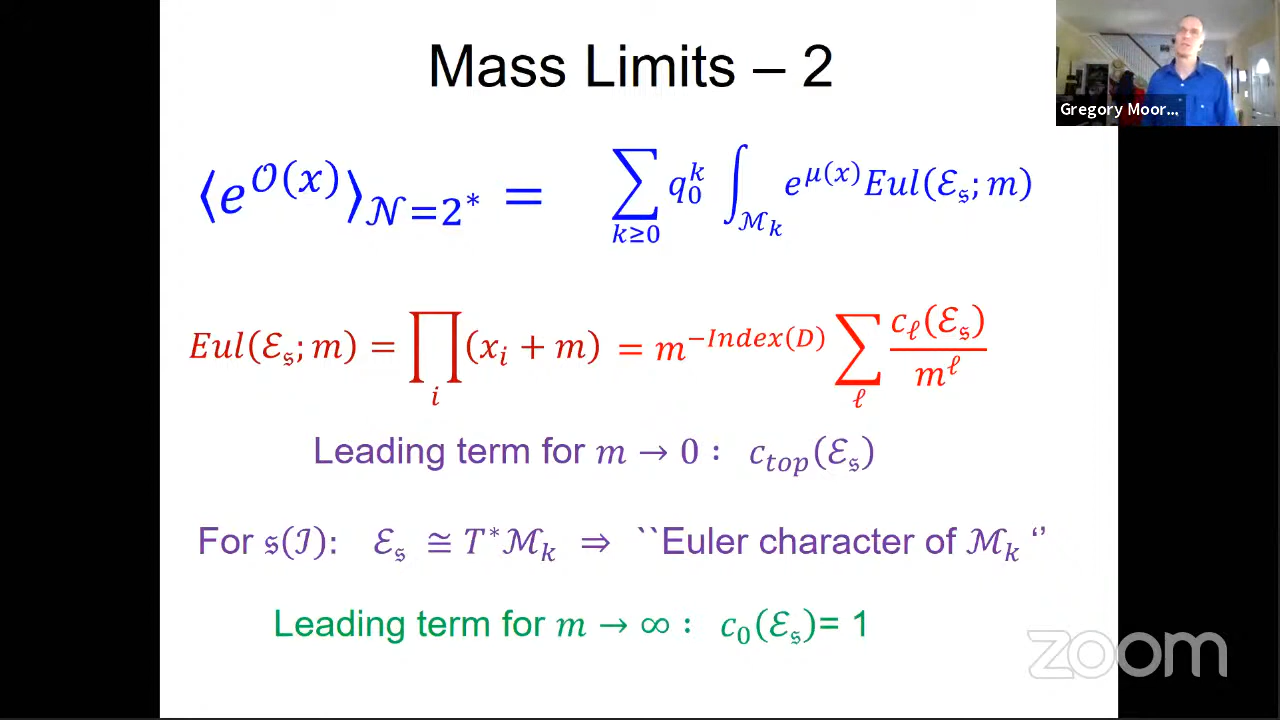 Mass Limits – 2
Gregory Moor...
⟨e^{𝒪(x)}⟩_{𝒩=2^*} = ∑_{k≥0} q_0^k ∫_{ℳ_k} e^{μ(x)} Eul(ℰ_𝔰; m)
Eul(ℰ_𝔰; m) = ∏_i (x_i + m) = m^{-Index(D)} ∑_ℓ c_ℓ(ℰ_𝔰)/m^ℓ
Leading term for m → 0 : c_{top}(ℰ_𝔰)
For 𝔰(ℐ): ℰ_𝔰 ≅ T^*ℳ_k ⇒ ``Euler character of ℳ_k ‘’
Leading term for m → ∞ : c_0(ℰ_𝔰)= 1
zoom